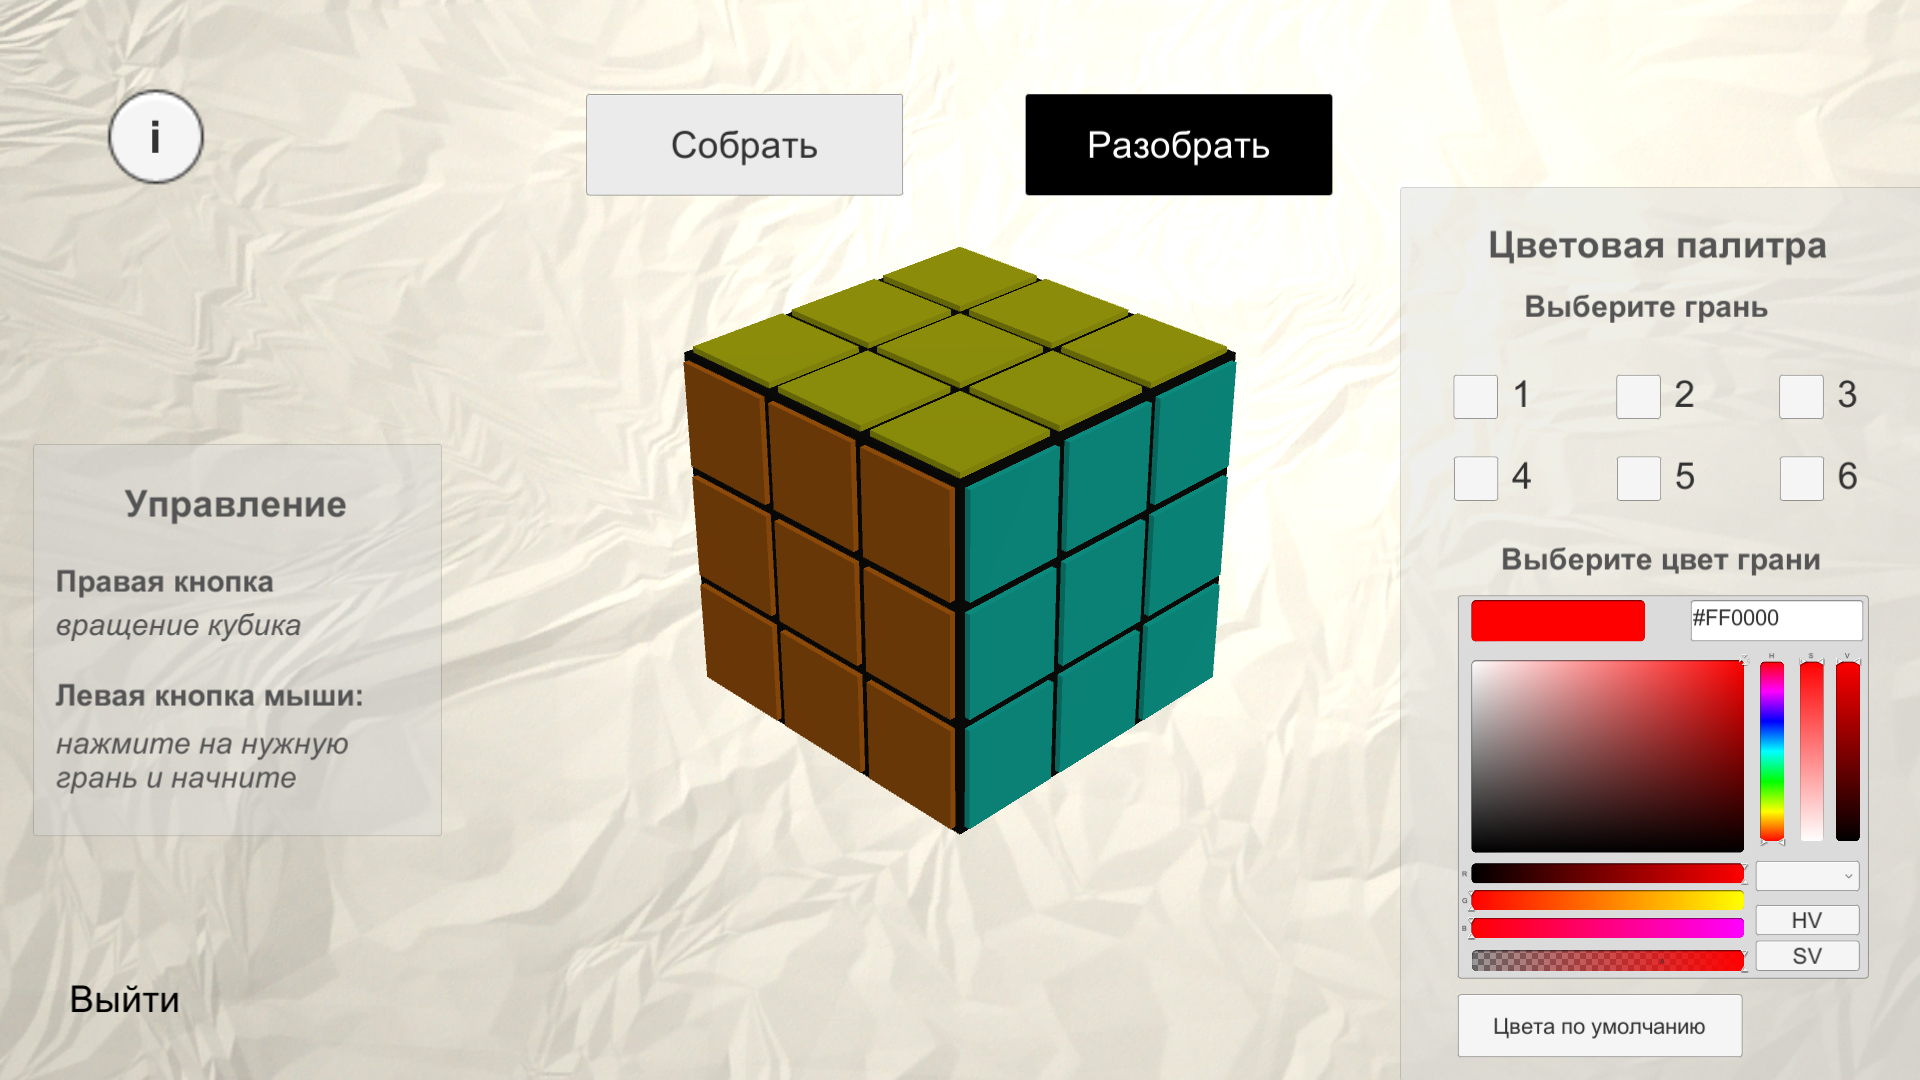 i
Собрать
Разобрать
Цветовая палитра
Выберите грань
1
2
3
4
5
6
Управление
Правая кнопка
вращение кубика
Левая кнопка мыши:
нажмите на нужную
грань и начните
Выберите цвет грани
#FF0000
H
S
V
R
G
B
HV
SV
Цвета по умолчанию
Выйти